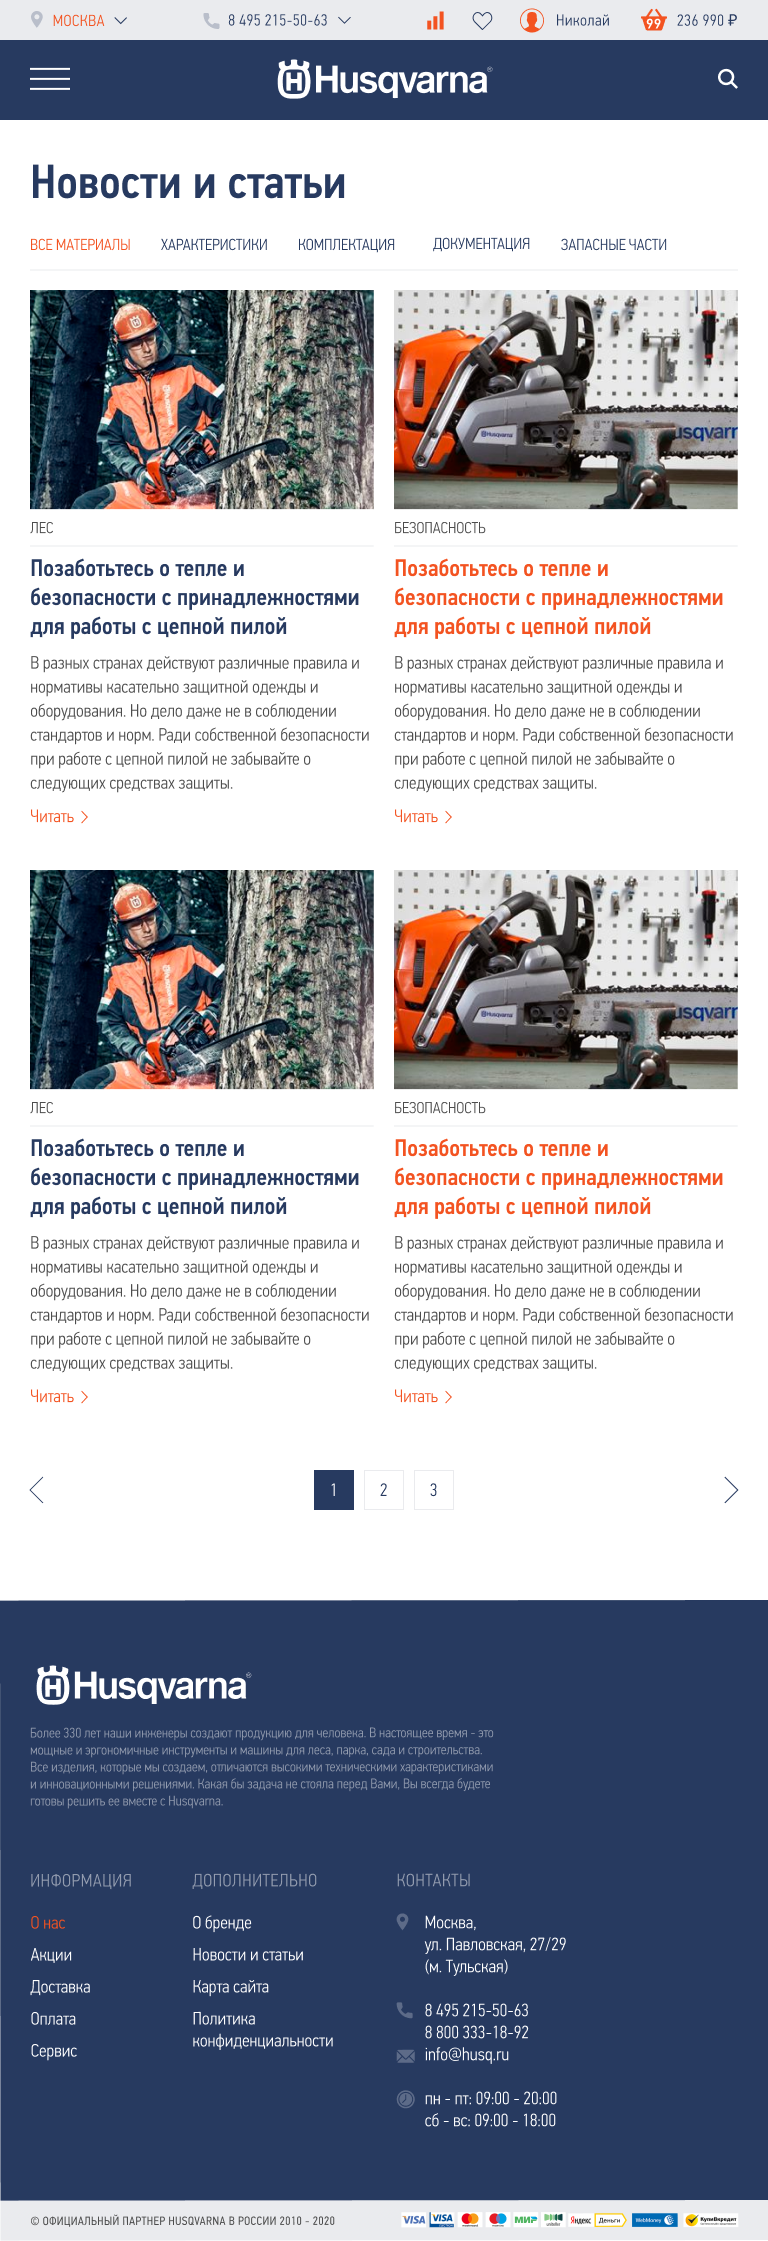 МОСКВА
8 495 215-50-63
Николай
99
236 990 ₽
Husqvarna
Новости и статьи
ВСЕ МАТЕРИАЛЫ
ХАРАКТЕРИСТИКИ
КОМПЛЕКТАЦИЯ
ДОКУМЕНТАЦИЯ
ЗАПАСНЫЕ ЧАСТИ
ЛЕС
Позаботьтесь о тепле и
безопасности с принадлежностями
для работы с цепной пилой
В разных странах действуют различные правила и
нормативы касательно защитной одежды и
оборудования. Но дело даже не в соблюдении
стандартов и норм. Ради собственной безопасности
при работе с цепной пилой не забывайте о
следующих средствах защиты.
Читать
Husqvarna
БЕЗОПАСНОСТЬ
Позаботьтесь о тепле и
безопасности с принадлежностями
для работы с цепной пилой
В разных странах действуют различные правила и
нормативы касательно защитной одежды и
оборудования. Но дело даже не в соблюдении
стандартов и норм. Ради собственной безопасности
при работе с цепной пилой не забывайте о
следующих средствах защиты.
Читать
ЛЕС
Позаботьтесь о тепле и
безопасности с принадлежностями
для работы с цепной пилой
В разных странах действуют различные правила и
нормативы касательно защитной одежды и
оборудования. Но дело даже не в соблюдении
стандартов и норм. Ради собственной безопасности
при работе с цепной пилой не забывайте о
следующих средствах защиты.
Читать
Husqvarna
БЕЗОПАСНОСТЬ
Позаботьтесь о тепле и
безопасности с принадлежностями
для работы с цепной пилой
В разных странах действуют различные правила и
нормативы касательно защитной одежды и
оборудования. Но дело даже не в соблюдении
стандартов и норм. Ради собственной безопасности
при работе с цепной пилой не забывайте о
следующих средствах защиты.
Читать
1
2
3
Husqvarna
Более 330 лет наши инженеры создают продукцию для человека. В настоящее время - это
мощные и эргономичные инструменты и машины для леса, парка, сада и строительства.
Все изделия, которые мы создаем, отличаются высокими техническими характеристиками
и инновационными решениями. Какая бы задача не стояла перед Вами, Вы всегда будете
готовы решить ее вместе с Husqvarna.
ИНФОРМАЦИЯ
О нас
Акции
Доставка
Оплата
Сервис
ДОПОЛНИТЕЛЬНО
О бренде
Новости и статьи
Карта сайта
Политика
конфиденциальности
КОНТАКТЫ
Москва,
ул. Павловская, 27/29
(м. Тульская)
8 495 215-50-63
8 800 333-18-92
info@husq.ru
пн - пт: 09:00 - 20:00
сб - вс: 09:00 - 18:00
© ОФИЦИАЛЬНЫЙ ПАРТНЕР HUSQVARNA В РОССИИ 2010 - 2020
VISA
VISA
МИР
Яндекс Деньги
WebMoney
КупиВкредит